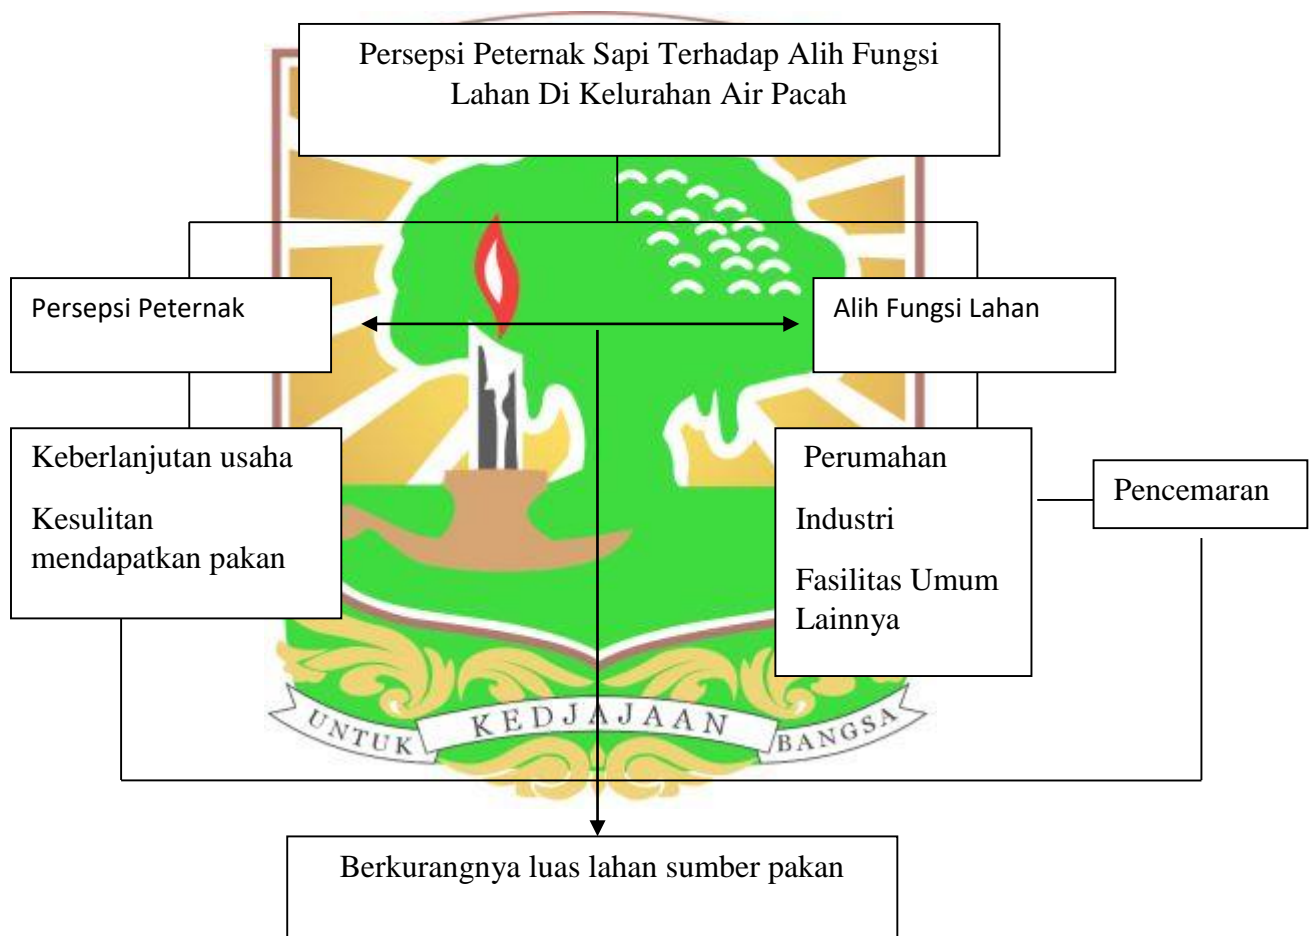 Persepsi Peternak Sapi Terhadap Alih Fungsi
Lahan Di Kelurahan Air Pacah
Persepsi Peternak
Alih Fungsi Lahan
Keberlanjutan usaha
Kesulitan
mendapatkan pakan
Perumahan
Industri
Fasilitas Umum
Lainnya
Pencemaran
UNTUK KEDJAJAAN BANGSA
Berkurangnya luas lahan sumber pakan